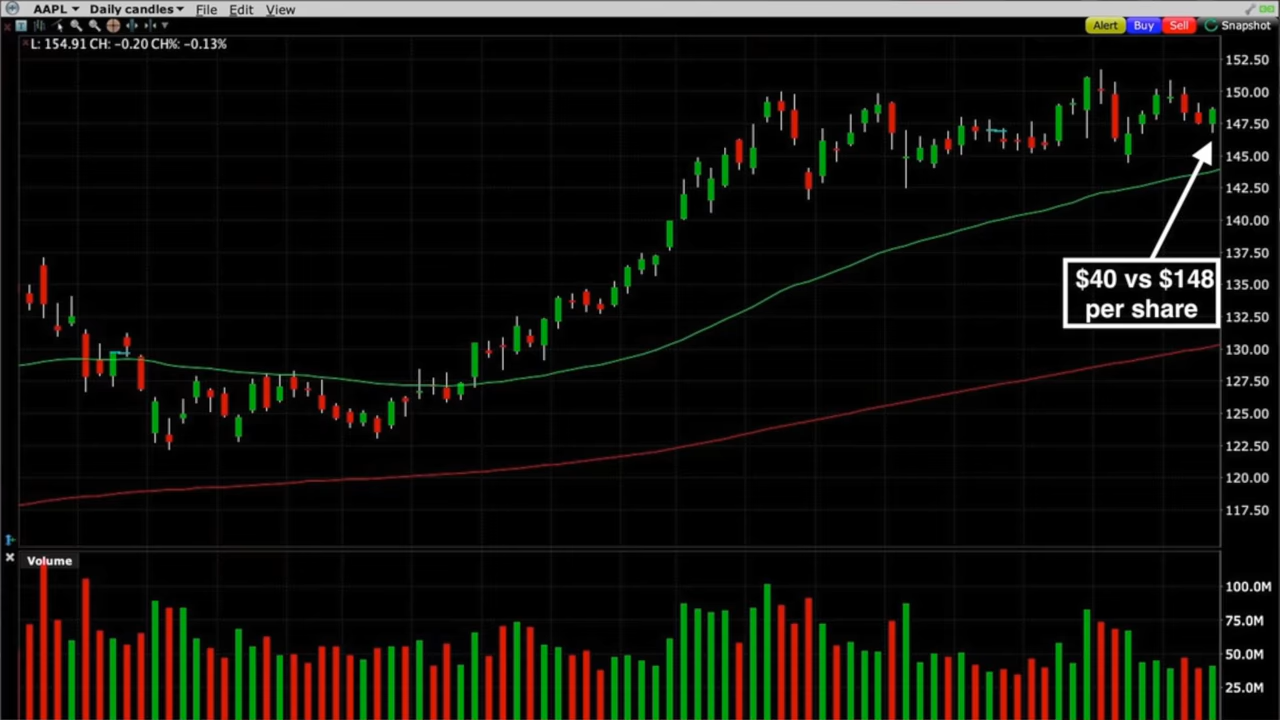 AAPL Daily candles File Edit View
Alert Buy Sell Snapshot
L: 154.91 CH: -0.20 CH%: -0.13%
152.50
150.00
147.50
145.00
142.50
140.00
137.50
135.00
132.50
130.00
127.50
125.00
122.50
120.00
117.50
$40 vs $148
per share
Volume
100.0M
75.0M
50.0M
25.0M